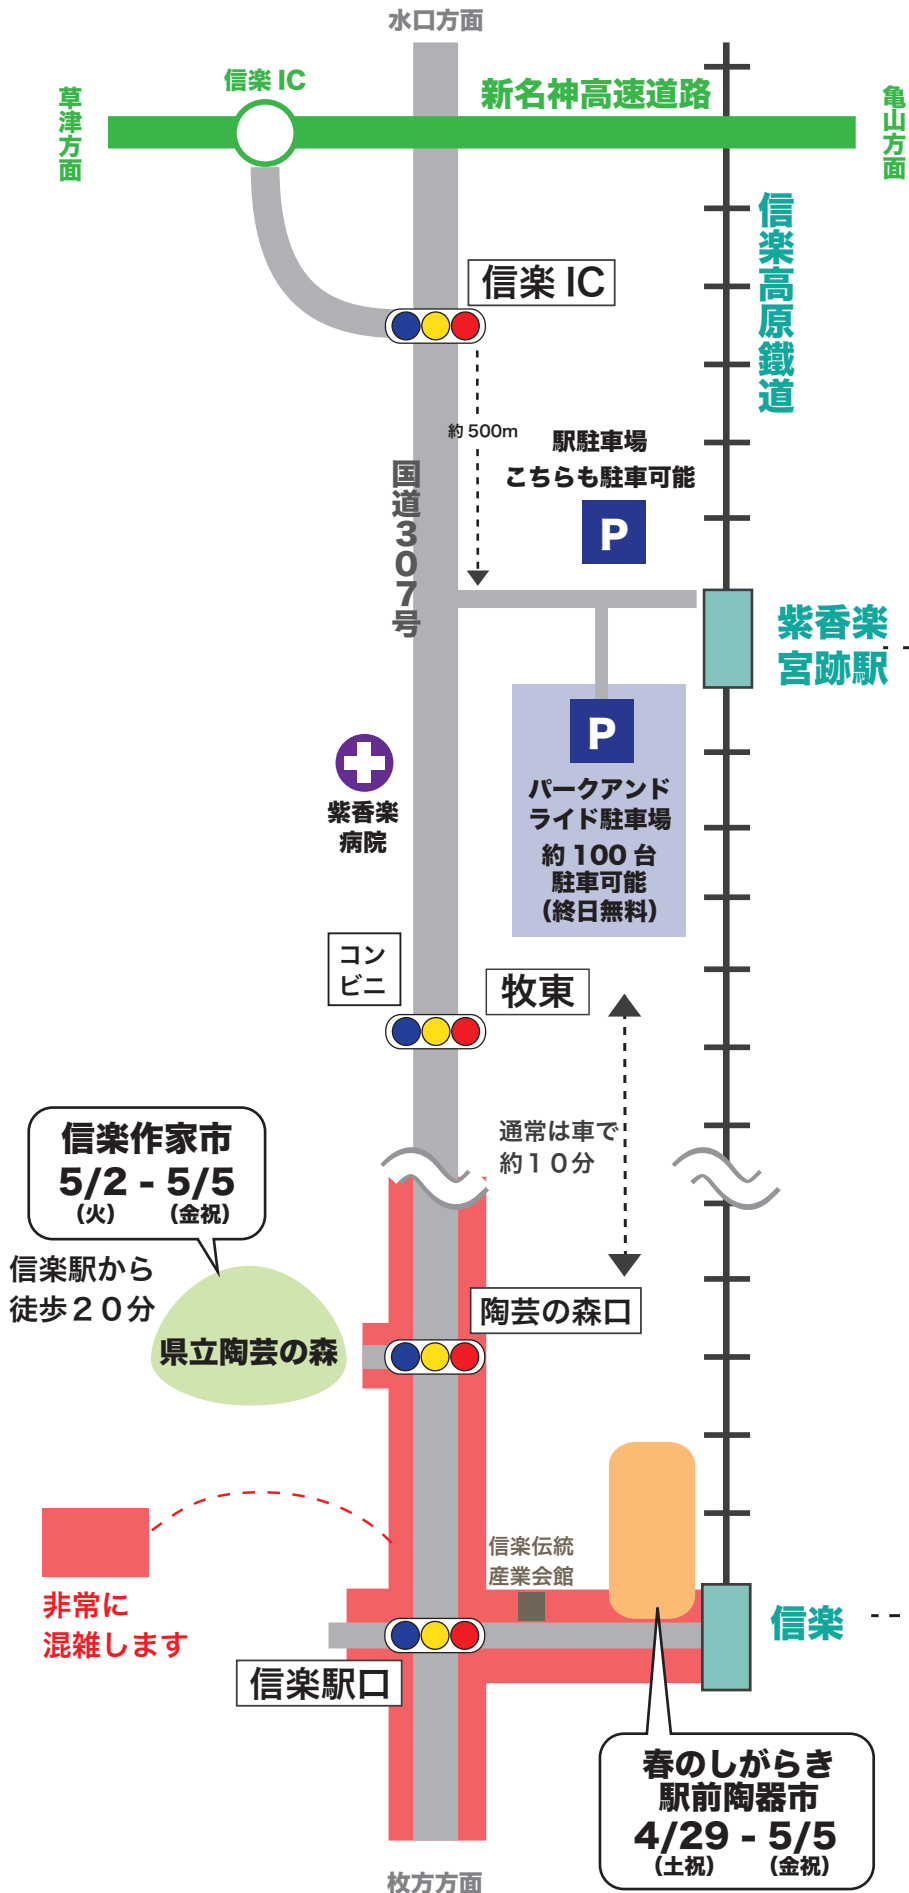 水口方面
信楽 IC
新名神高速道路
草津方面
亀山方面
信楽高原鐵道
信楽 IC
約 500m
駅駐車場
こちらも駐車可能
P
国道307号
紫香楽
宮跡駅
P
パークアンド
ライド駐車場
約 100 台
駐車可能
（終日無料）
紫香楽
病院
コン
ビニ
牧東
通常は車で
約１０分
信楽作家市
5/2 - 5/5
（火） （金祝）
信楽駅から
徒歩２０分
県立陶芸の森
陶芸の森口
非常に
混雑します
信楽伝統
産業会館
信楽
信楽駅口
春のしがらき
駅前陶器市
4/29 - 5/5
（土祝） （金祝）
枚方方面